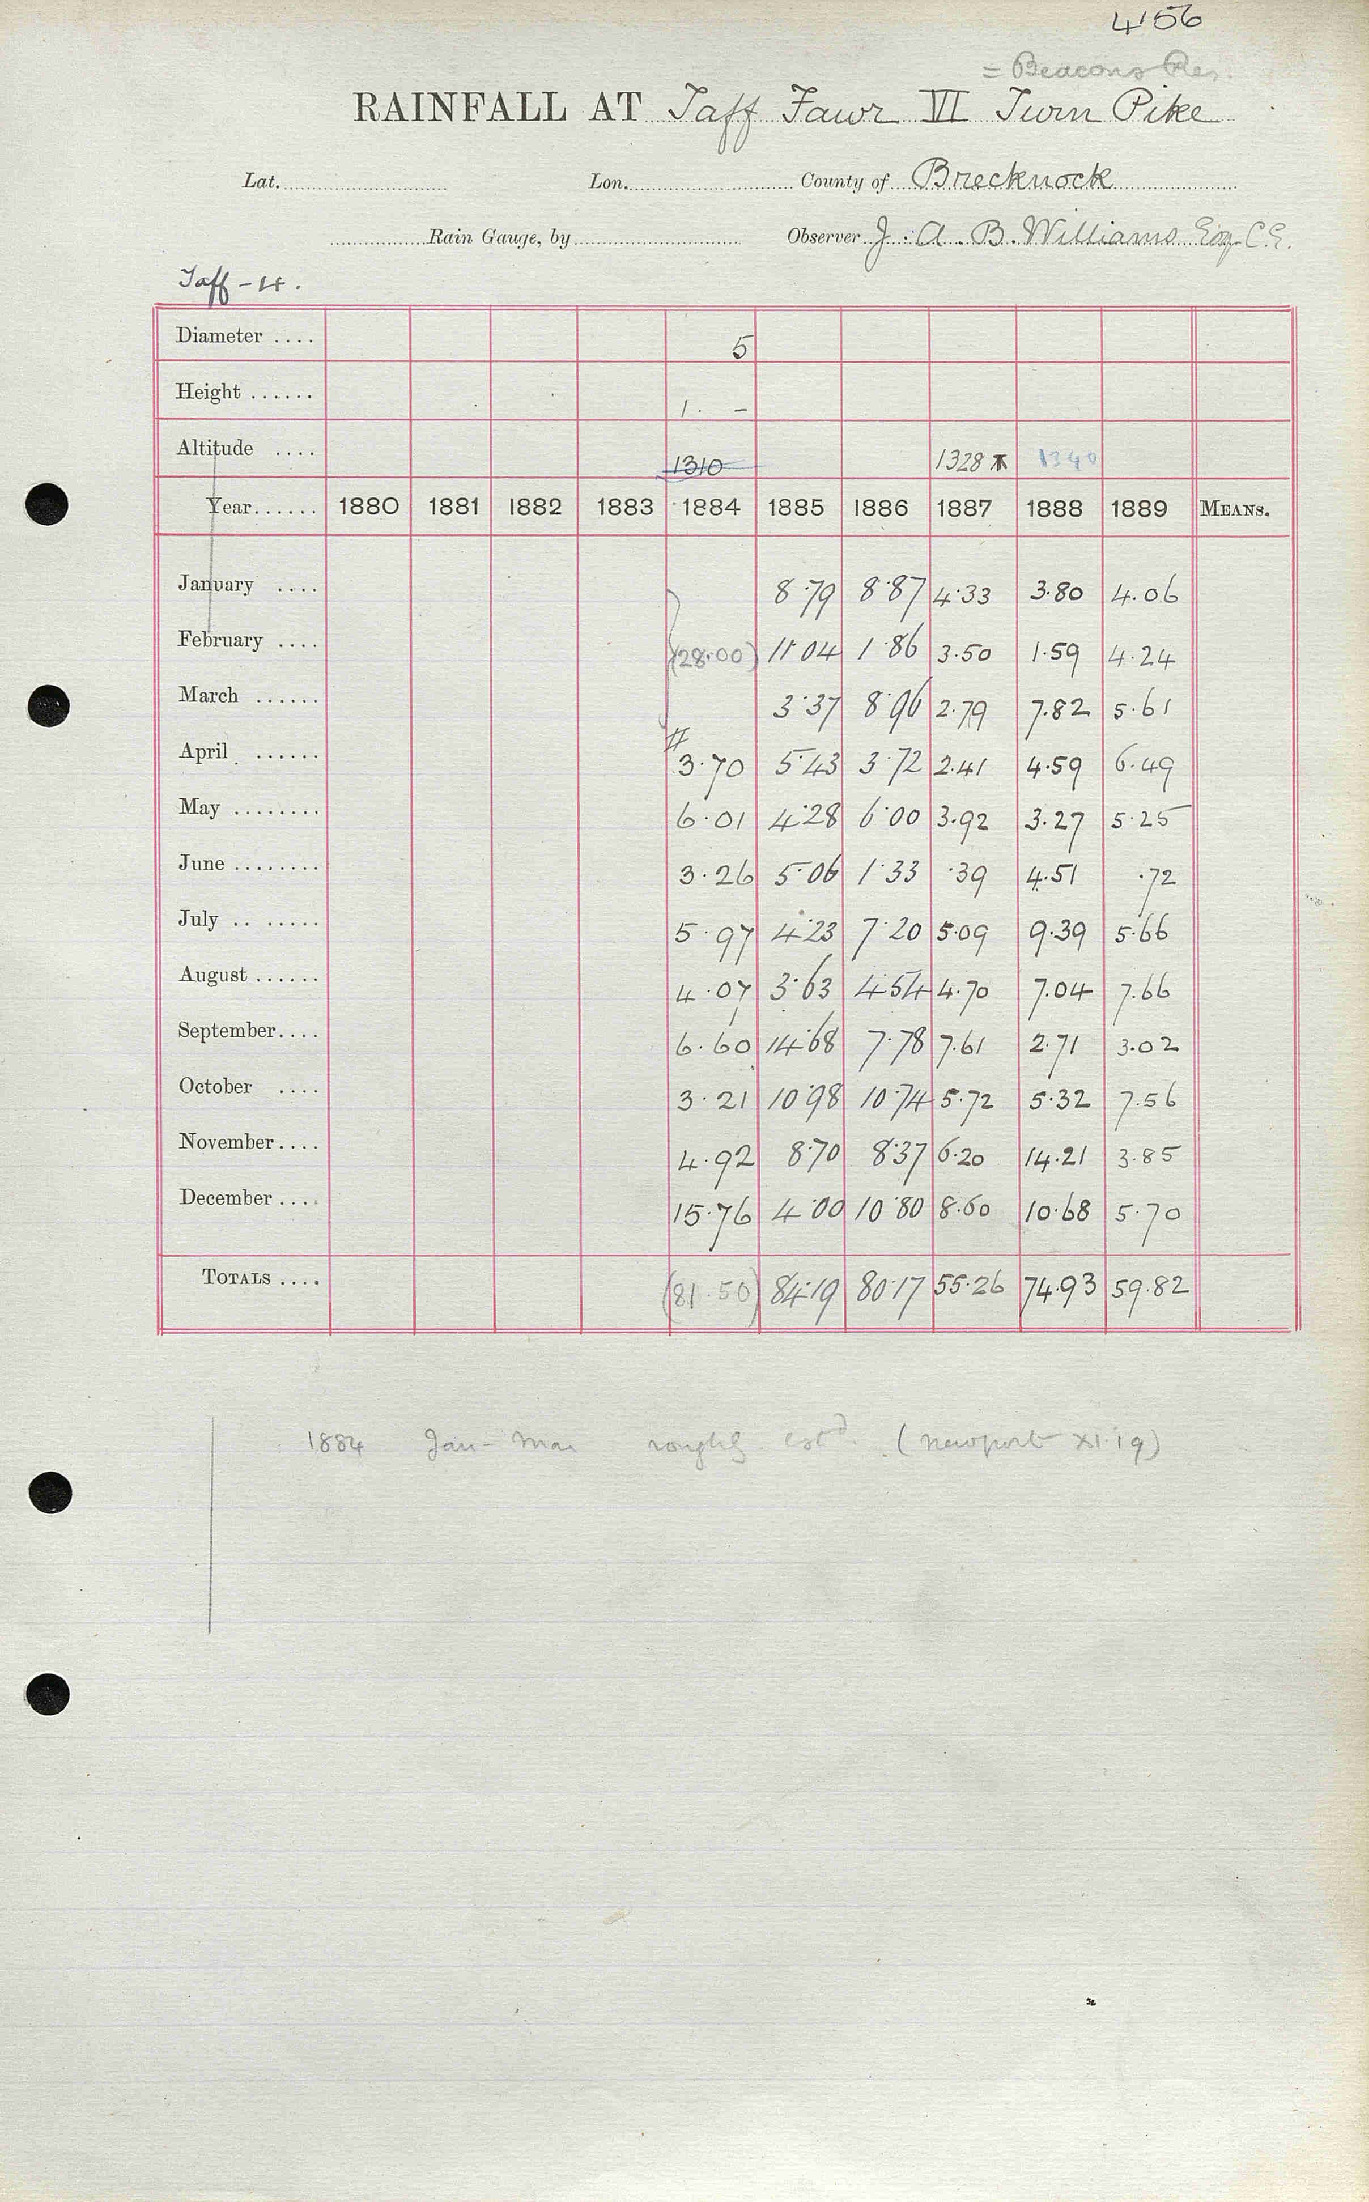 4156
= Beacons Res.
RAINFALL AT Taff Fawr VI Turn Pike
Lat. Lon. County of Brecknock
Rain Gauge, by Observer J. A. B. Williams Esq. C.E.
Taff-4.
Diameter .... 5
Height ...... 1. -
Altitude .... 1310 1328 1340
Year...... 1880 1881 1882 1883 1884 1885 1886 1887 1888 1889 MEANS.
January .... 8.79 8.87 4.33 3.80 4.06
February .... (28.00) 11.04 1.86 3.50 1.59 4.24
March ...... 3.37 8.96 2.79 7.82 5.61
April ...... 3.70 5.43 3.72 2.41 4.59 6.49
May ........ 6.01 4.28 6.00 3.92 3.27 5.25
June ........ 3.26 5.06 1.33 .39 4.51 .72
July .. ..... 5.97 4.23 7.20 5.09 9.39 5.66
August ...... 4.07 3.63 4.54 4.70 7.04 7.66
September.... 6.60 14.68 7.78 7.61 2.71 3.02
October .... 3.21 10.98 10.74 5.72 5.32 7.56
November.... 4.92 8.70 8.37 6.20 14.21 3.85
December .... 15.76 4.00 10.80 8.60 10.68 5.70
TOTALS .... (81.50) 84.19 80.17 55.26 74.93 59.82
1884 Jan-Mar roughly estd. (Newport XI.19)